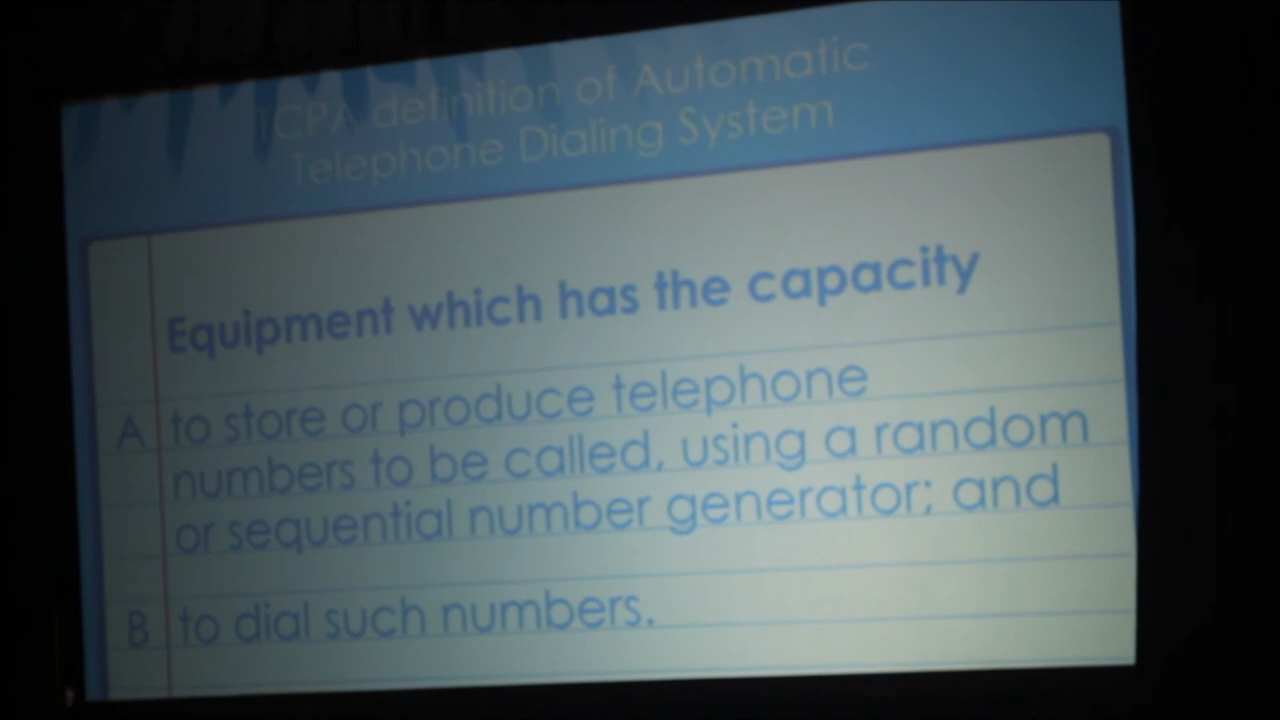 TCPA definition of Automatic
Telephone Dialing System
Equipment which has the capacity
A to store or produce telephone
numbers to be called, using a random
or sequential number generator; and
B to dial such numbers.